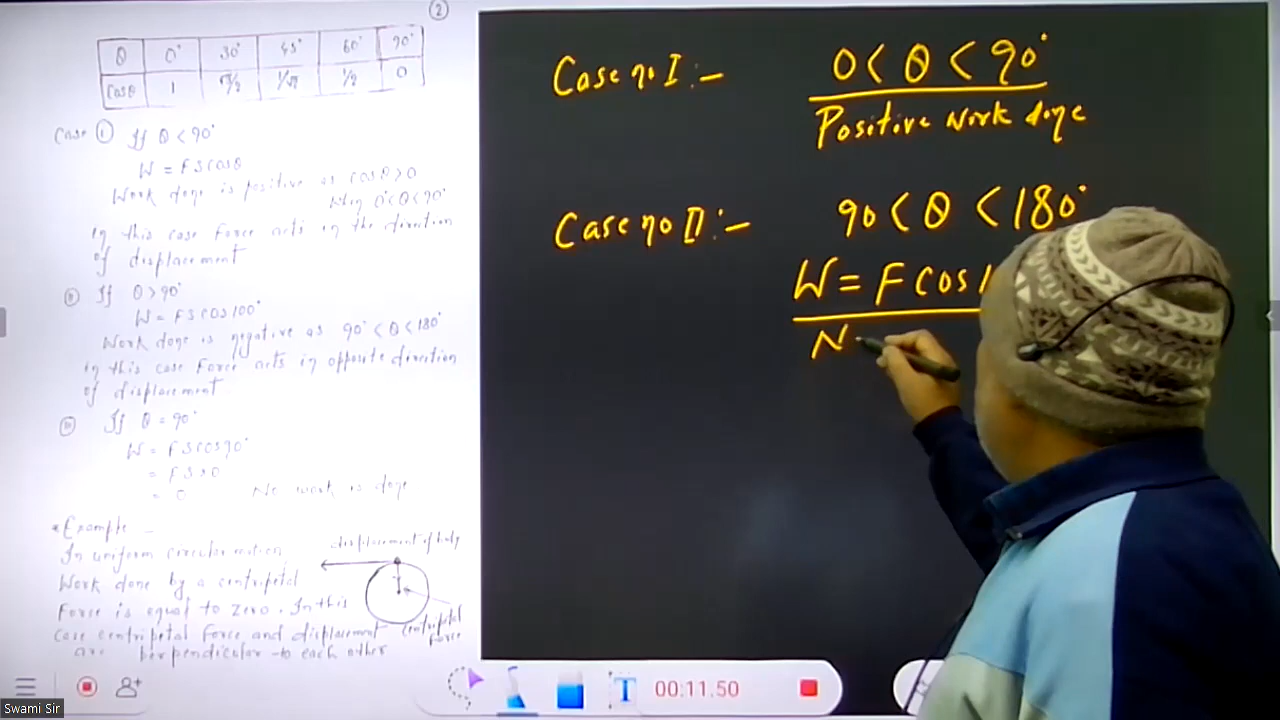 ②
θ 0° 30° 45° 60° 90°
Cosθ 1 √3/2 1/√2 1/2 0
Case ① If θ < 90°
W = FS cosθ
Work done is positive as cosθ > 0
When 0° < θ < 90°
In this case Force acts in the direction
of displacement
ⅱ If θ > 90°
W = FS cos 100°
Work done is negative as 90° < θ < 180°
In this case Force acts in opposite direction
of displacement
ⅲ If θ = 90°
W = FS cos 90°
= FS × 0
= 0 No work is done
*Example -
In uniform circular motion
Work done by a centripetal
Force is equal to zero. In this
case centripetal Force and displacement
are perpendicular to each other
displacement of body
centripetal
Force
Case no I :-
0 < θ < 90°
Positive work done
Case no II :-
90 < θ < 180°
W = F Cos 1
N
T
00:11.50
Swami Sir